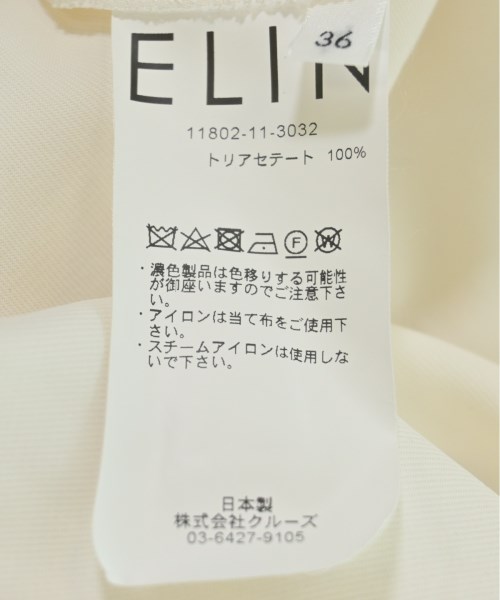 ELIN
36
11802-11-3032
トリアセテート 100%
・濃色製品は色移りする可能性
が御座いますのでご注意下さ
い。
・アイロンは当て布をご使用下
さい。
・スチームアイロンは使用しな
いで下さい。
日本製
株式会社クルーズ
03-6427-9105